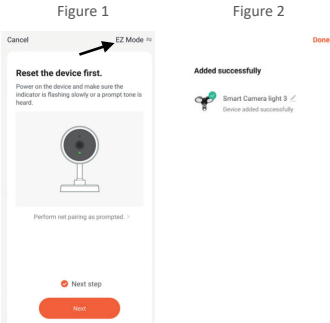 Figure 1
Figure 2
Cancel
EZ Mode
Reset the device first.
Power on the device and make sure the
indicator is flashing slowly or a prompt tone is
heard.
Perform net pairing as prompted. >
Next step
Next
Done
Added successfully
Smart Camera light 3
Device added successfully